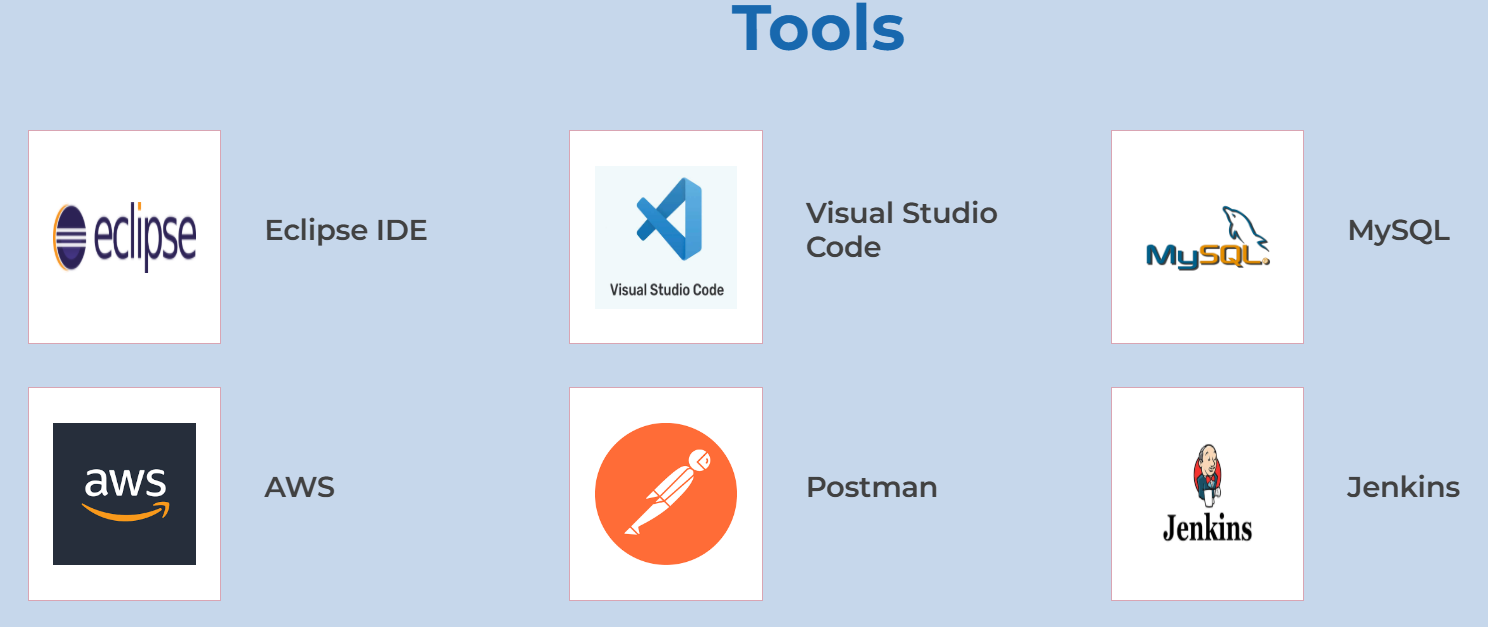 Tools
eclipse
Eclipse IDE
Visual Studio Code
Visual Studio
Code
MySQL.
MySQL
aws
AWS
Postman
Jenkins
Jenkins